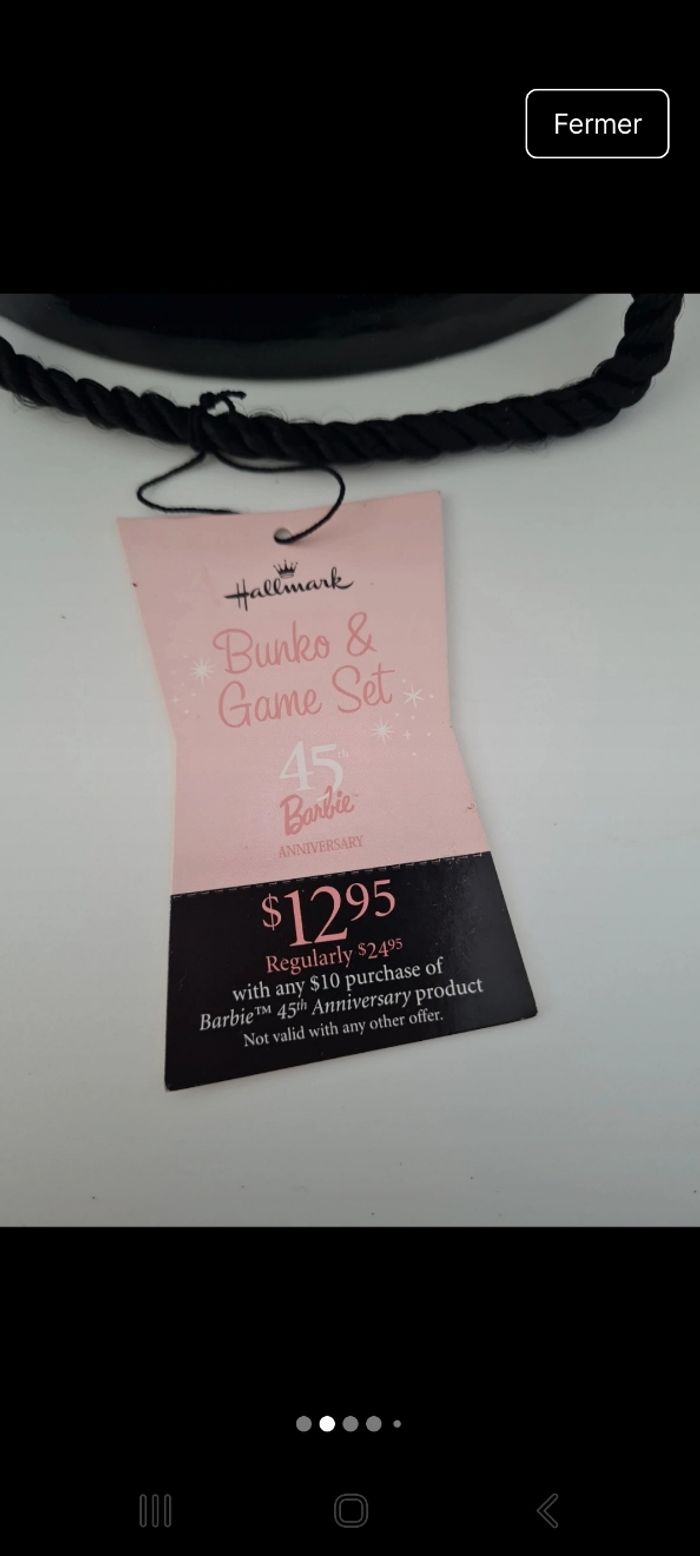 Fermer
Hallmark
Bunko &
Game Set
45th
Barbie™
ANNIVERSARY
$1295
Regularly $2495
with any $10 purchase of
Barbie™ 45th Anniversary product
Not valid with any other offer.